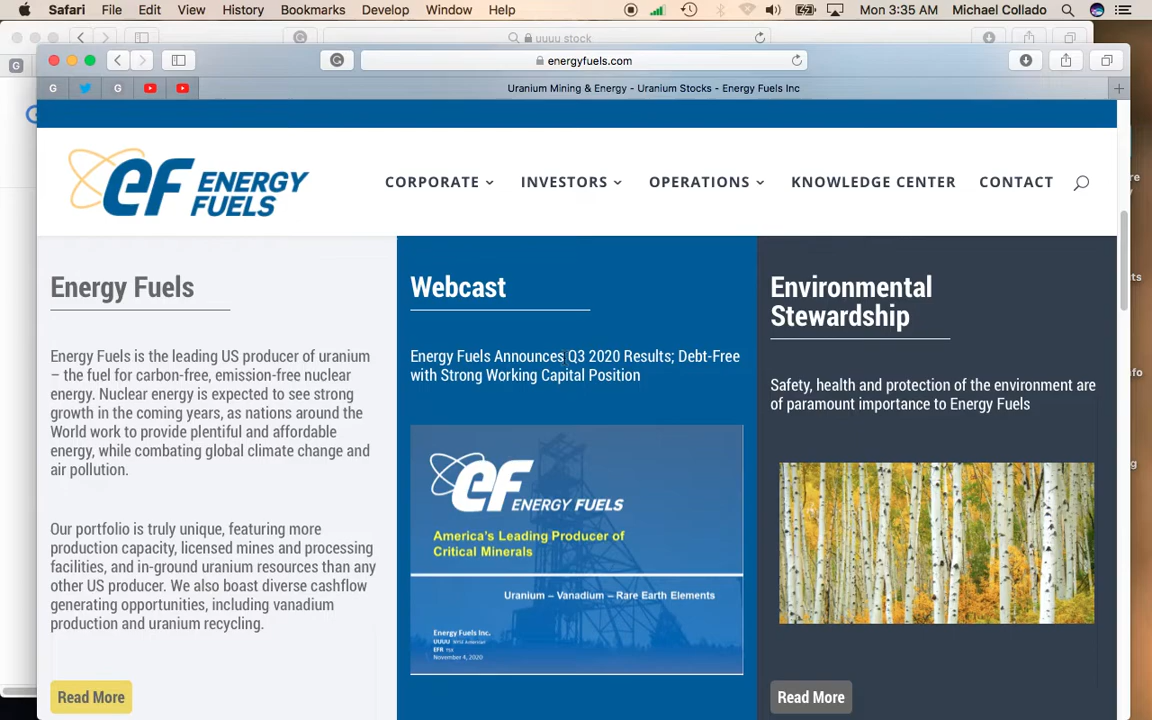 Safari File Edit View History Bookmarks Develop Window Help Mon 3:35 AM Michael Collado
uuuu stock
energyfuels.com
Uranium Mining & Energy - Uranium Stocks - Energy Fuels Inc
ef ENERGY FUELS
CORPORATE INVESTORS OPERATIONS KNOWLEDGE CENTER CONTACT
Energy Fuels
Energy Fuels is the leading US producer of uranium
– the fuel for carbon-free, emission-free nuclear
energy. Nuclear energy is expected to see strong
growth in the coming years, as nations around the
World work to provide plentiful and affordable
energy, while combating global climate change and
air pollution.
Our portfolio is truly unique, featuring more
production capacity, licensed mines and processing
facilities, and in-ground uranium resources than any
other US producer. We also boast diverse cashflow
generating opportunities, including vanadium
production and uranium recycling.
Read More
Webcast
Energy Fuels Announces Q3 2020 Results; Debt-Free
with Strong Working Capital Position
ef ENERGY FUELS
America's Leading Producer of
Critical Minerals
Uranium – Vanadium – Rare Earth Elements
Energy Fuels Inc.
UUUU NYSE American
EFR TSX
November 4, 2020
Environmental
Stewardship
Safety, health and protection of the environment are
of paramount importance to Energy Fuels
Read More